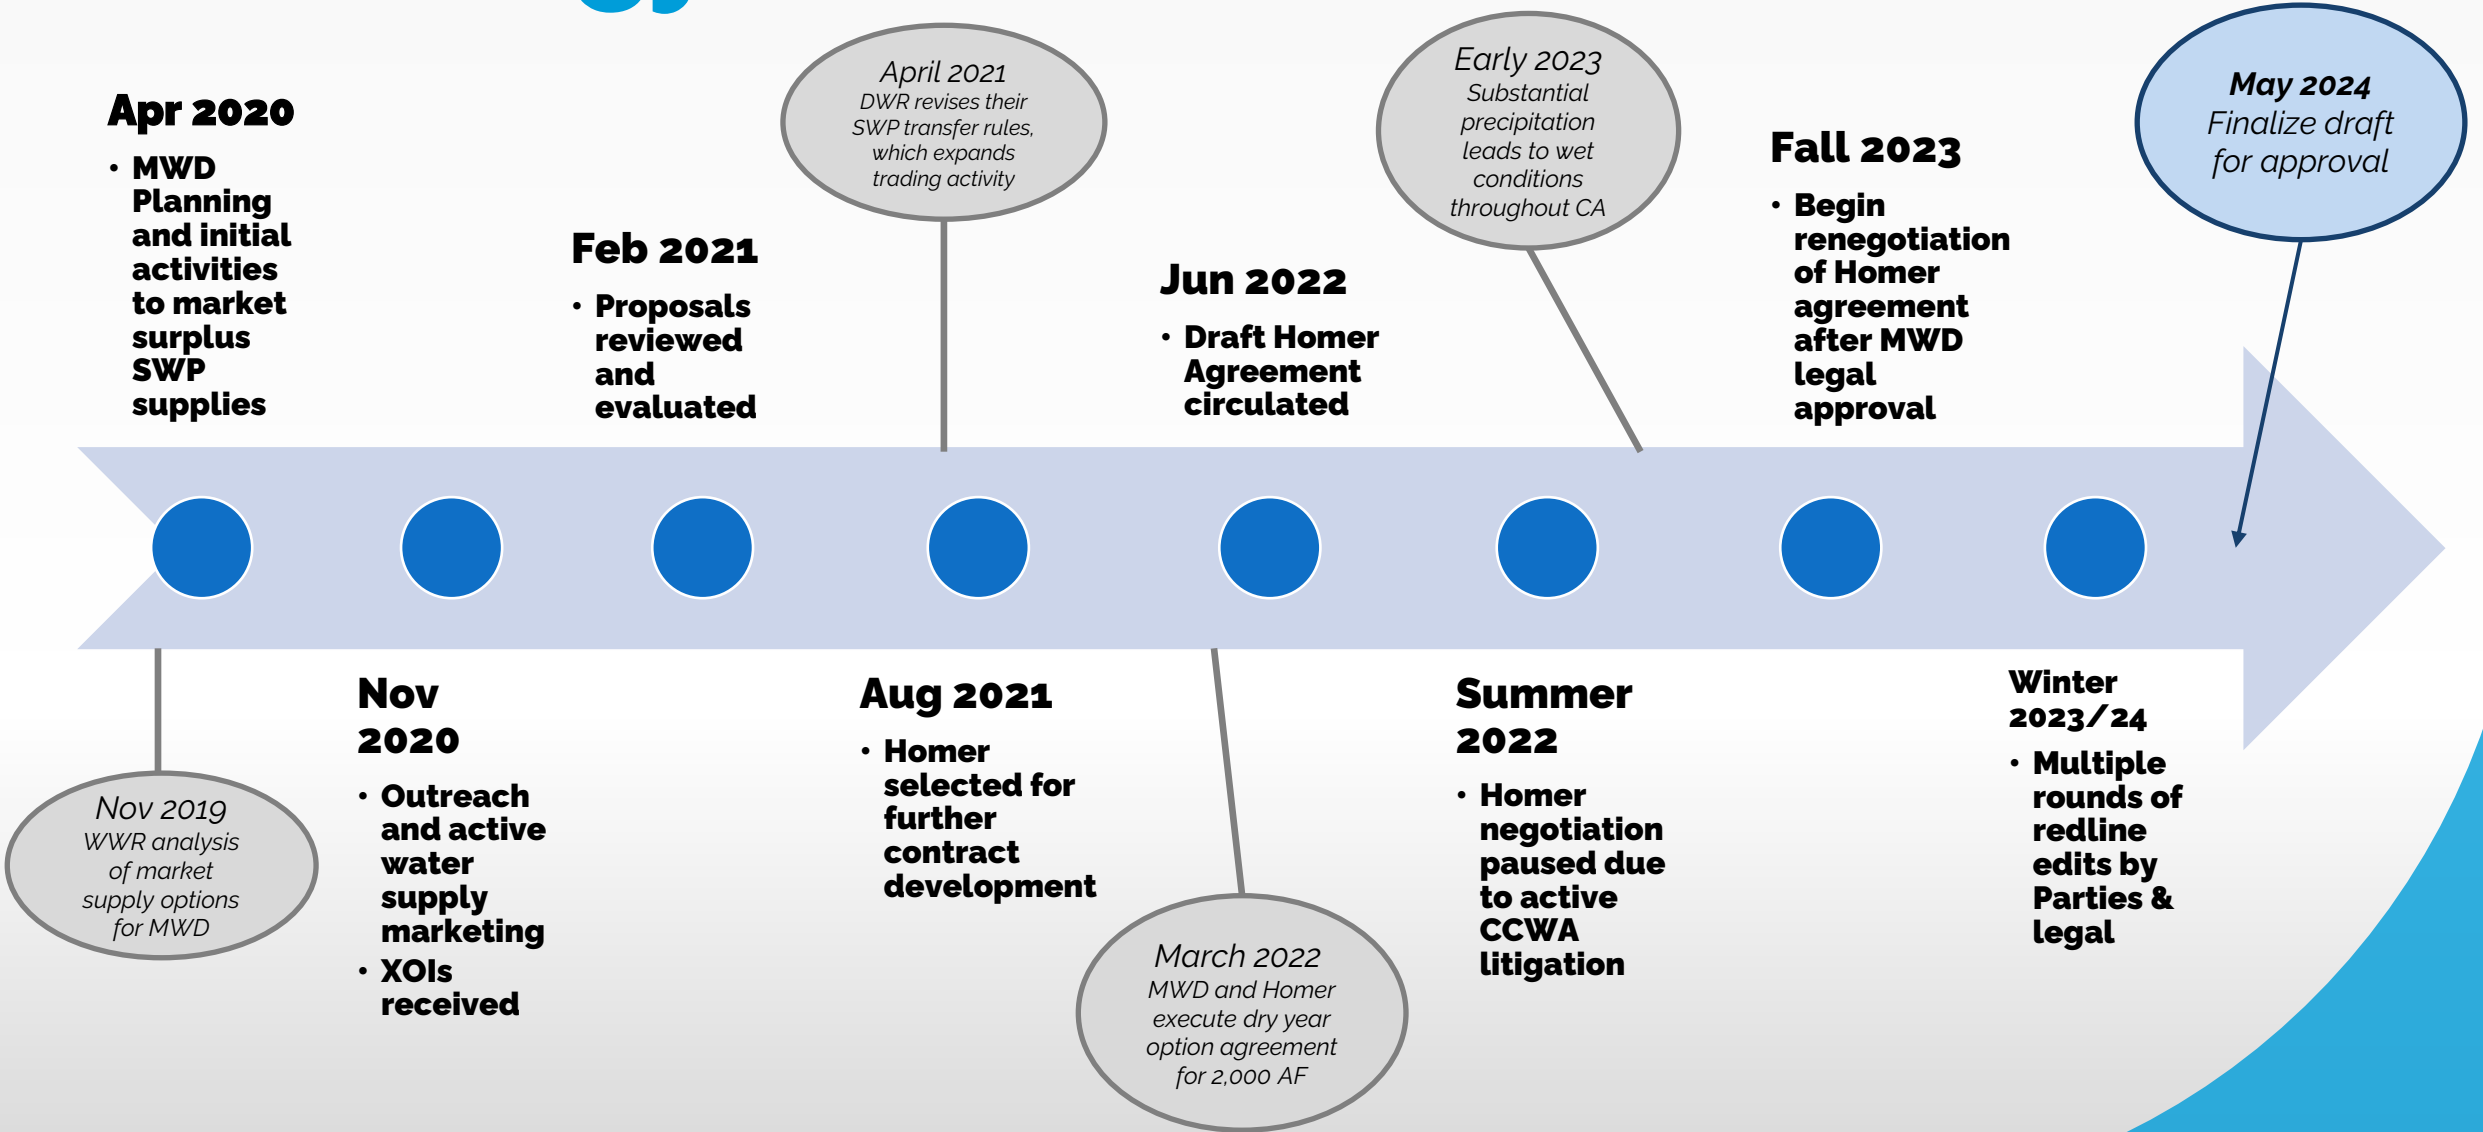 Apr 2020
• MWD
Planning
and initial
activities
to market
surplus
SWP
supplies
Feb 2021
• Proposals
reviewed
and
evaluated
April 2021
DWR revises their
SWP transfer rules,
which expands
trading activity
Jun 2022
• Draft Homer
Agreement
circulated
Early 2023
Substantial
precipitation
leads to wet
conditions
throughout CA
Fall 2023
• Begin
renegotiation
of Homer
agreement
after MWD
legal
approval
May 2024
Finalize draft
for approval
Nov 2019
WWR analysis
of market
supply options
for MWD
Nov
2020
• Outreach
and active
water
supply
marketing
• XOIs
received
Aug 2021
• Homer
selected for
further
contract
development
March 2022
MWD and Homer
execute dry year
option agreement
for 2,000 AF
Summer
2022
• Homer
negotiation
paused due
to active
CCWA
litigation
Winter
2023/24
• Multiple
rounds of
redline
edits by
Parties &
legal